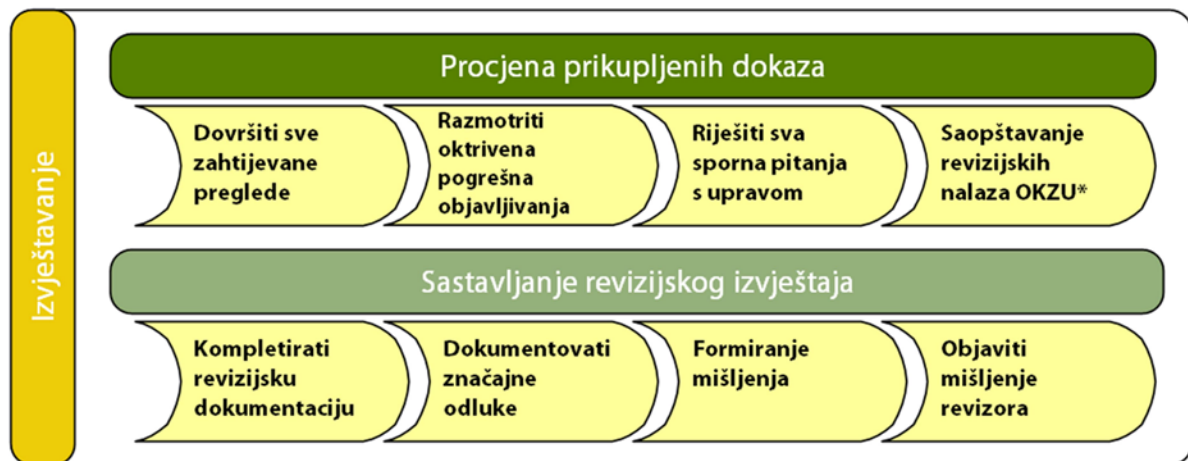 Izvještavanje
Procjena prikupljenih dokaza
Dovršiti sve
zahtijevane
preglede
Razmotriti
oktrivena
pogrešna
objavljivanja
Riješiti sva
sporna pitanja
s upravom
Saopštavanje
revizijskih
nalaza OKZU*
Sastavljanje revizijskog izvještaja
Kompletirati
revizijsku
dokumentaciju
Dokumentovati
značajne
odluke
Formiranje
mišljenja
Objaviti
mišljenje
revizora